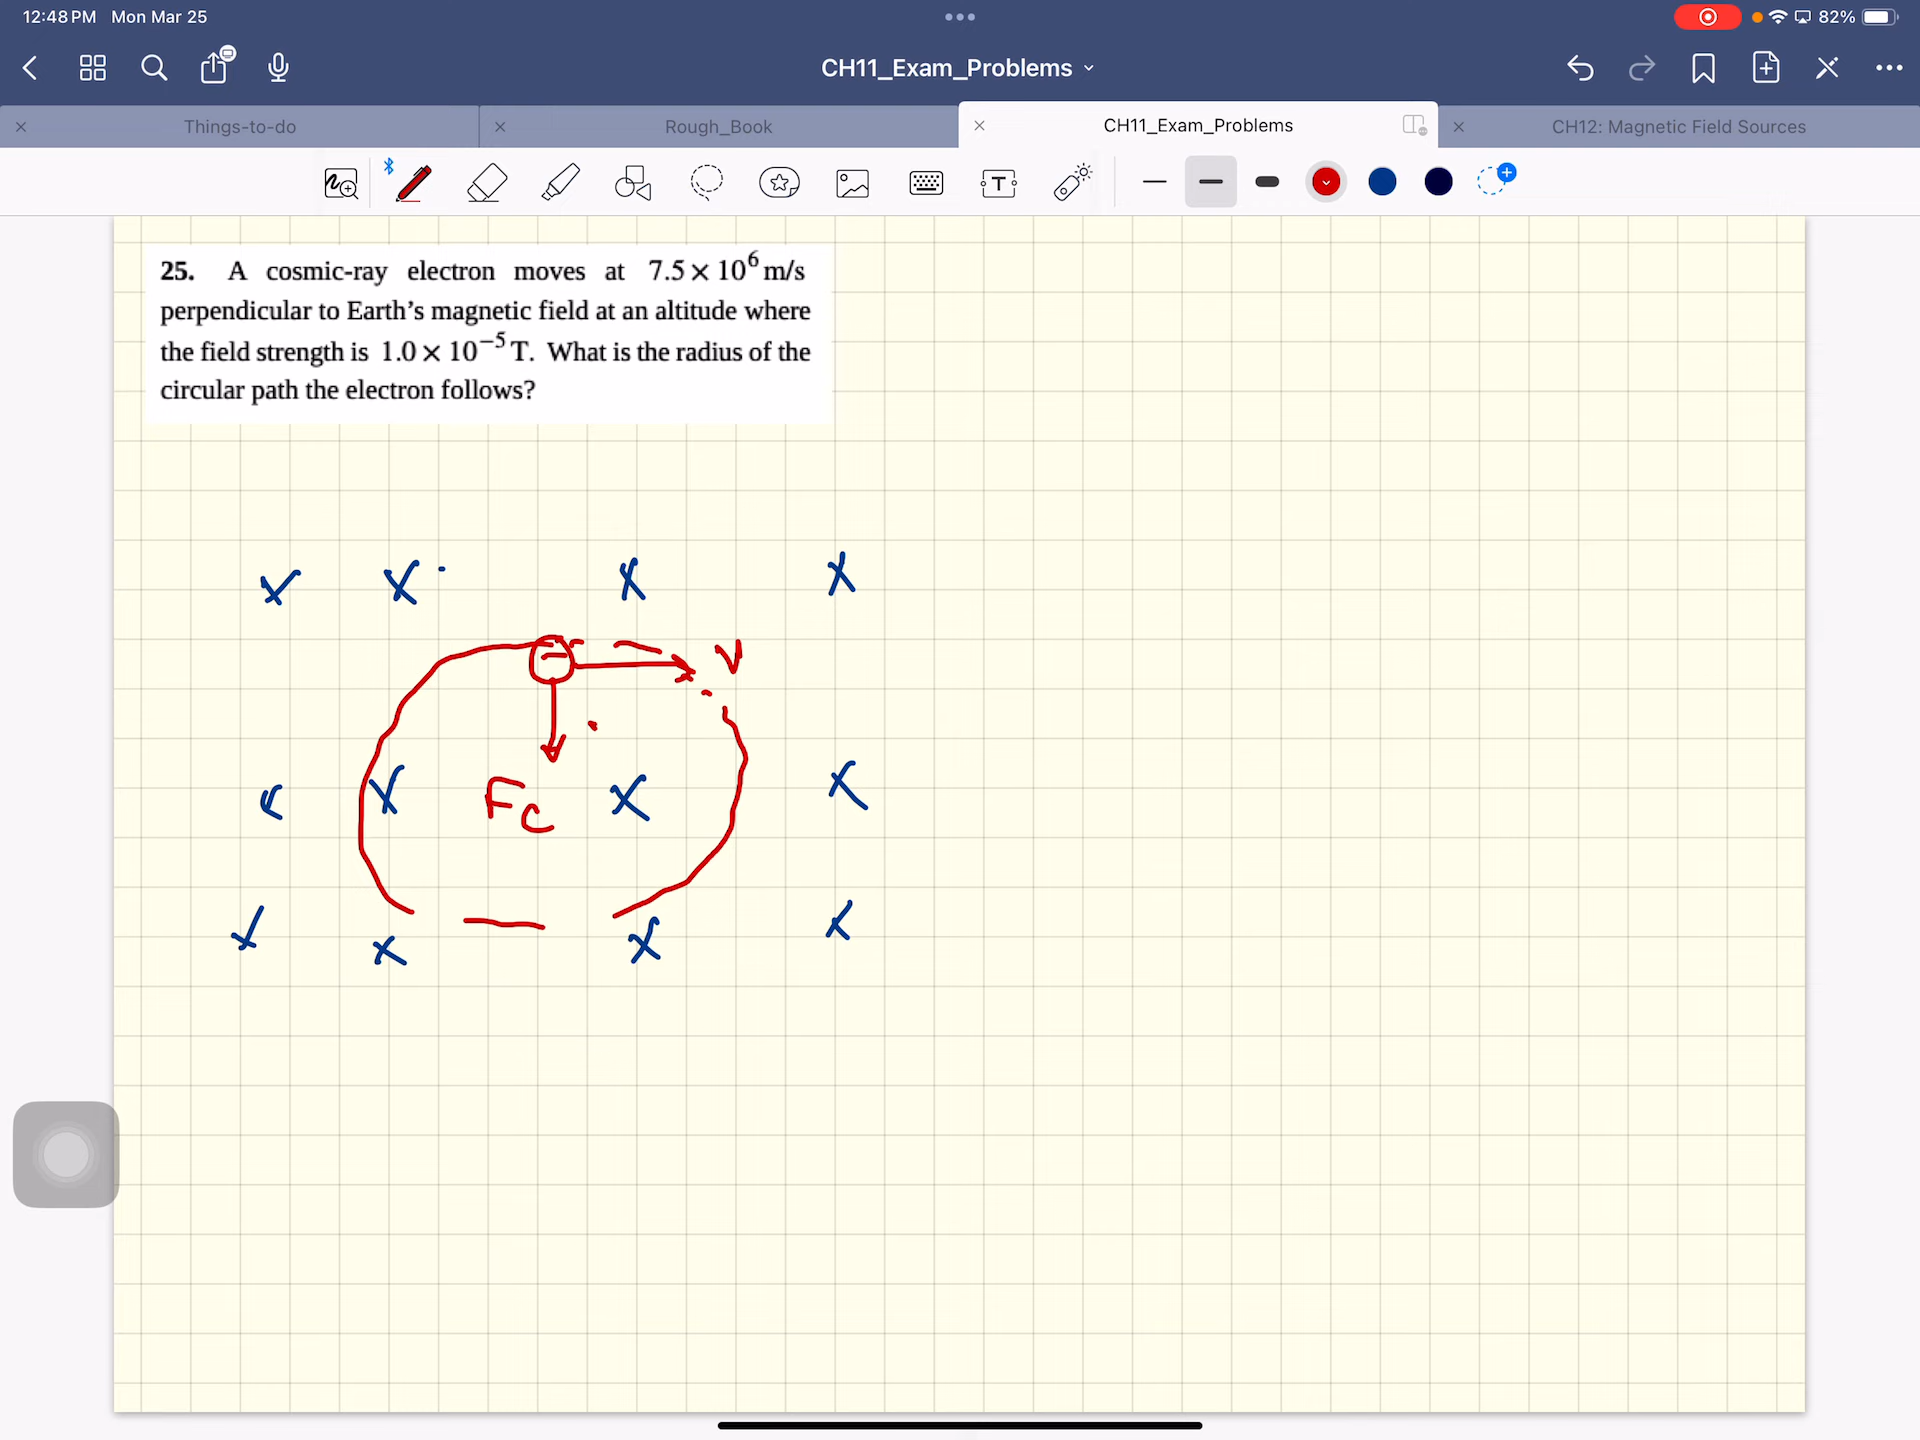 12:48 PM Mon Mar 25
82%
CH11_Exam_Problems
Things-to-do
Rough_Book
CH11_Exam_Problems
CH12: Magnetic Field Sources
T
25. A cosmic-ray electron moves at 7.5 × 10⁶ m/s
perpendicular to Earth's magnetic field at an altitude where
the field strength is 1.0 × 10⁻⁵ T. What is the radius of the
circular path the electron follows?
x x x x
− v
x x Fc x x
x x x x